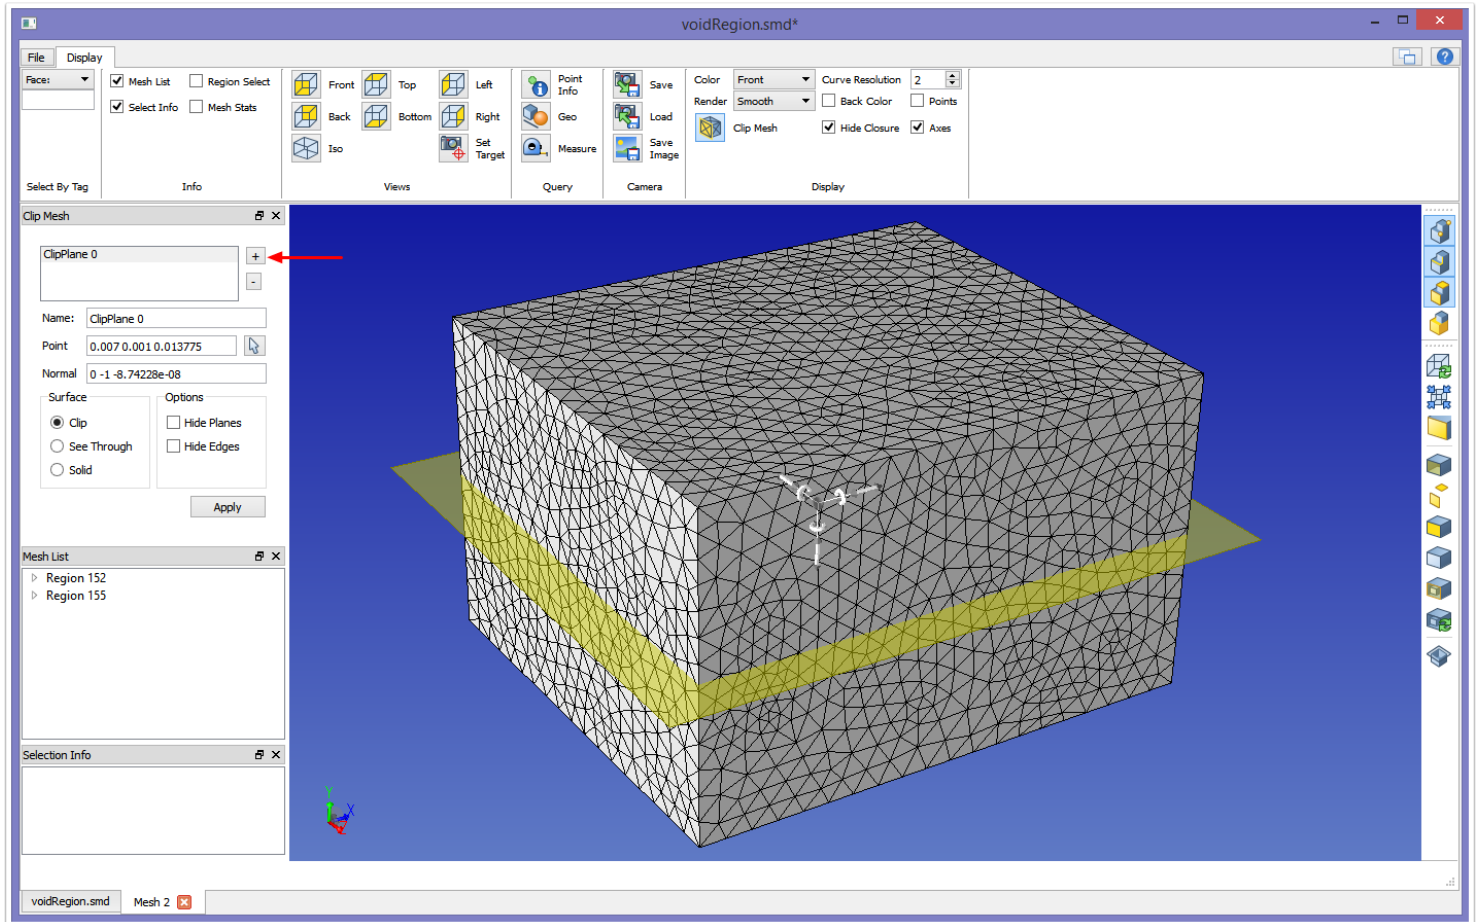 voidRegion.smd*
File Display
Face: Mesh List Region Select
Select Info Mesh Stats
Select By Tag Info
Front Top Left
Back Bottom Right
Iso Set Target
Views
Point Info
Geo
Measure
Query
Save
Load
Save Image
Camera
Color Front Curve Resolution 2
Render Smooth Back Color Points
Clip Mesh Hide Closure Axes
Display
Clip Mesh
ClipPlane 0
+
-
Name: ClipPlane 0
Point 0.007 0.001 0.013775
Normal 0 -1 -8.74228e-08
Surface Options
Clip Hide Planes
See Through Hide Edges
Solid
Apply
Mesh List
Region 152
Region 155
Selection Info
Y
X
Z
voidRegion.smd Mesh 2